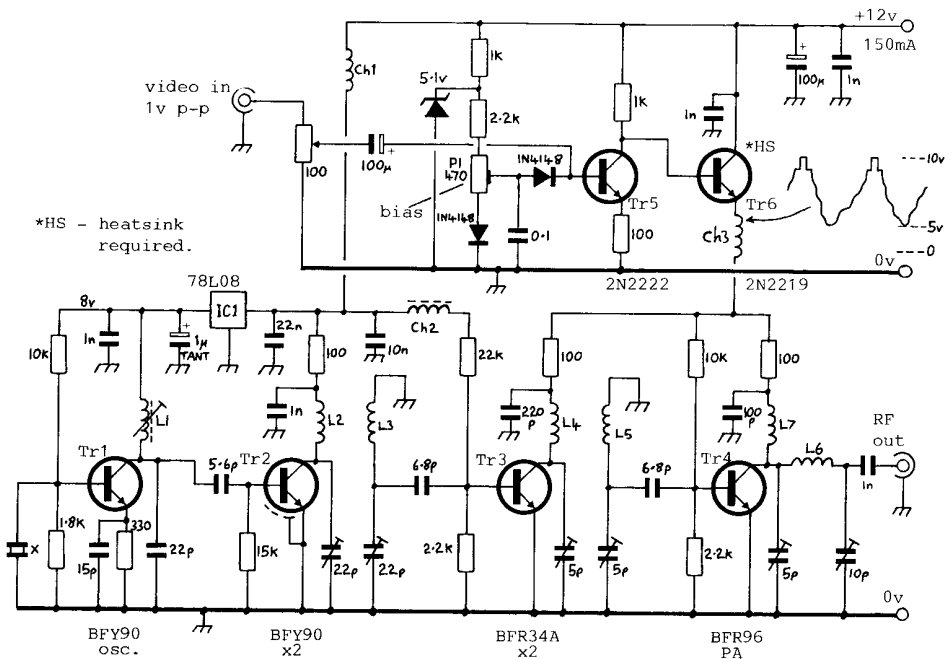 +12v
150mA
Ch1
1K
5·1v
2.2K
1K
1n
100µ
+
1n
video in
1v p-p
100
100µ
+
P1
470
bias
1N4148
1N4148
0·1
Tr5
100
*HS
Tr6
Ch3
10v
5v
0
*HS - heatsink
required.
0v
2N2222
2N2219
78L08
8v
IC1
10K
1n
+
1µ
TANT
22n
100
10n
Ch2
22K
100
10K
100
L1
1n
L2
L3
220
p
L4
L5
100
p
L7
RF
out
Tr1
5·6p
Tr2
6·8p
Tr3
6·8p
Tr4
L6
1n
X
1.8K
330
15p
22p
15K
22p
22p
2.2K
5p
5p
2.2K
5p
10p
0v
BFY90
osc.
BFY90
x2
BFR34A
x2
BFR96
PA